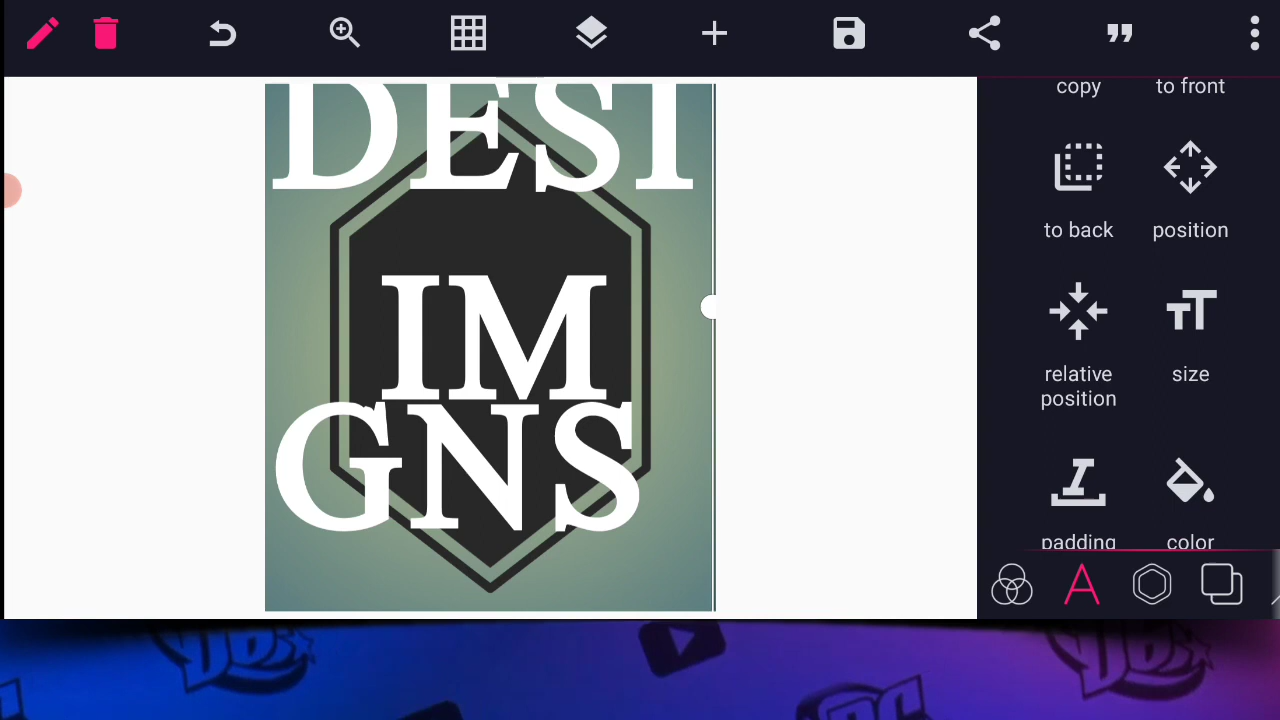 copy
to front
DESI
to back
position
IM
relative
position
size
GNS
padding
color